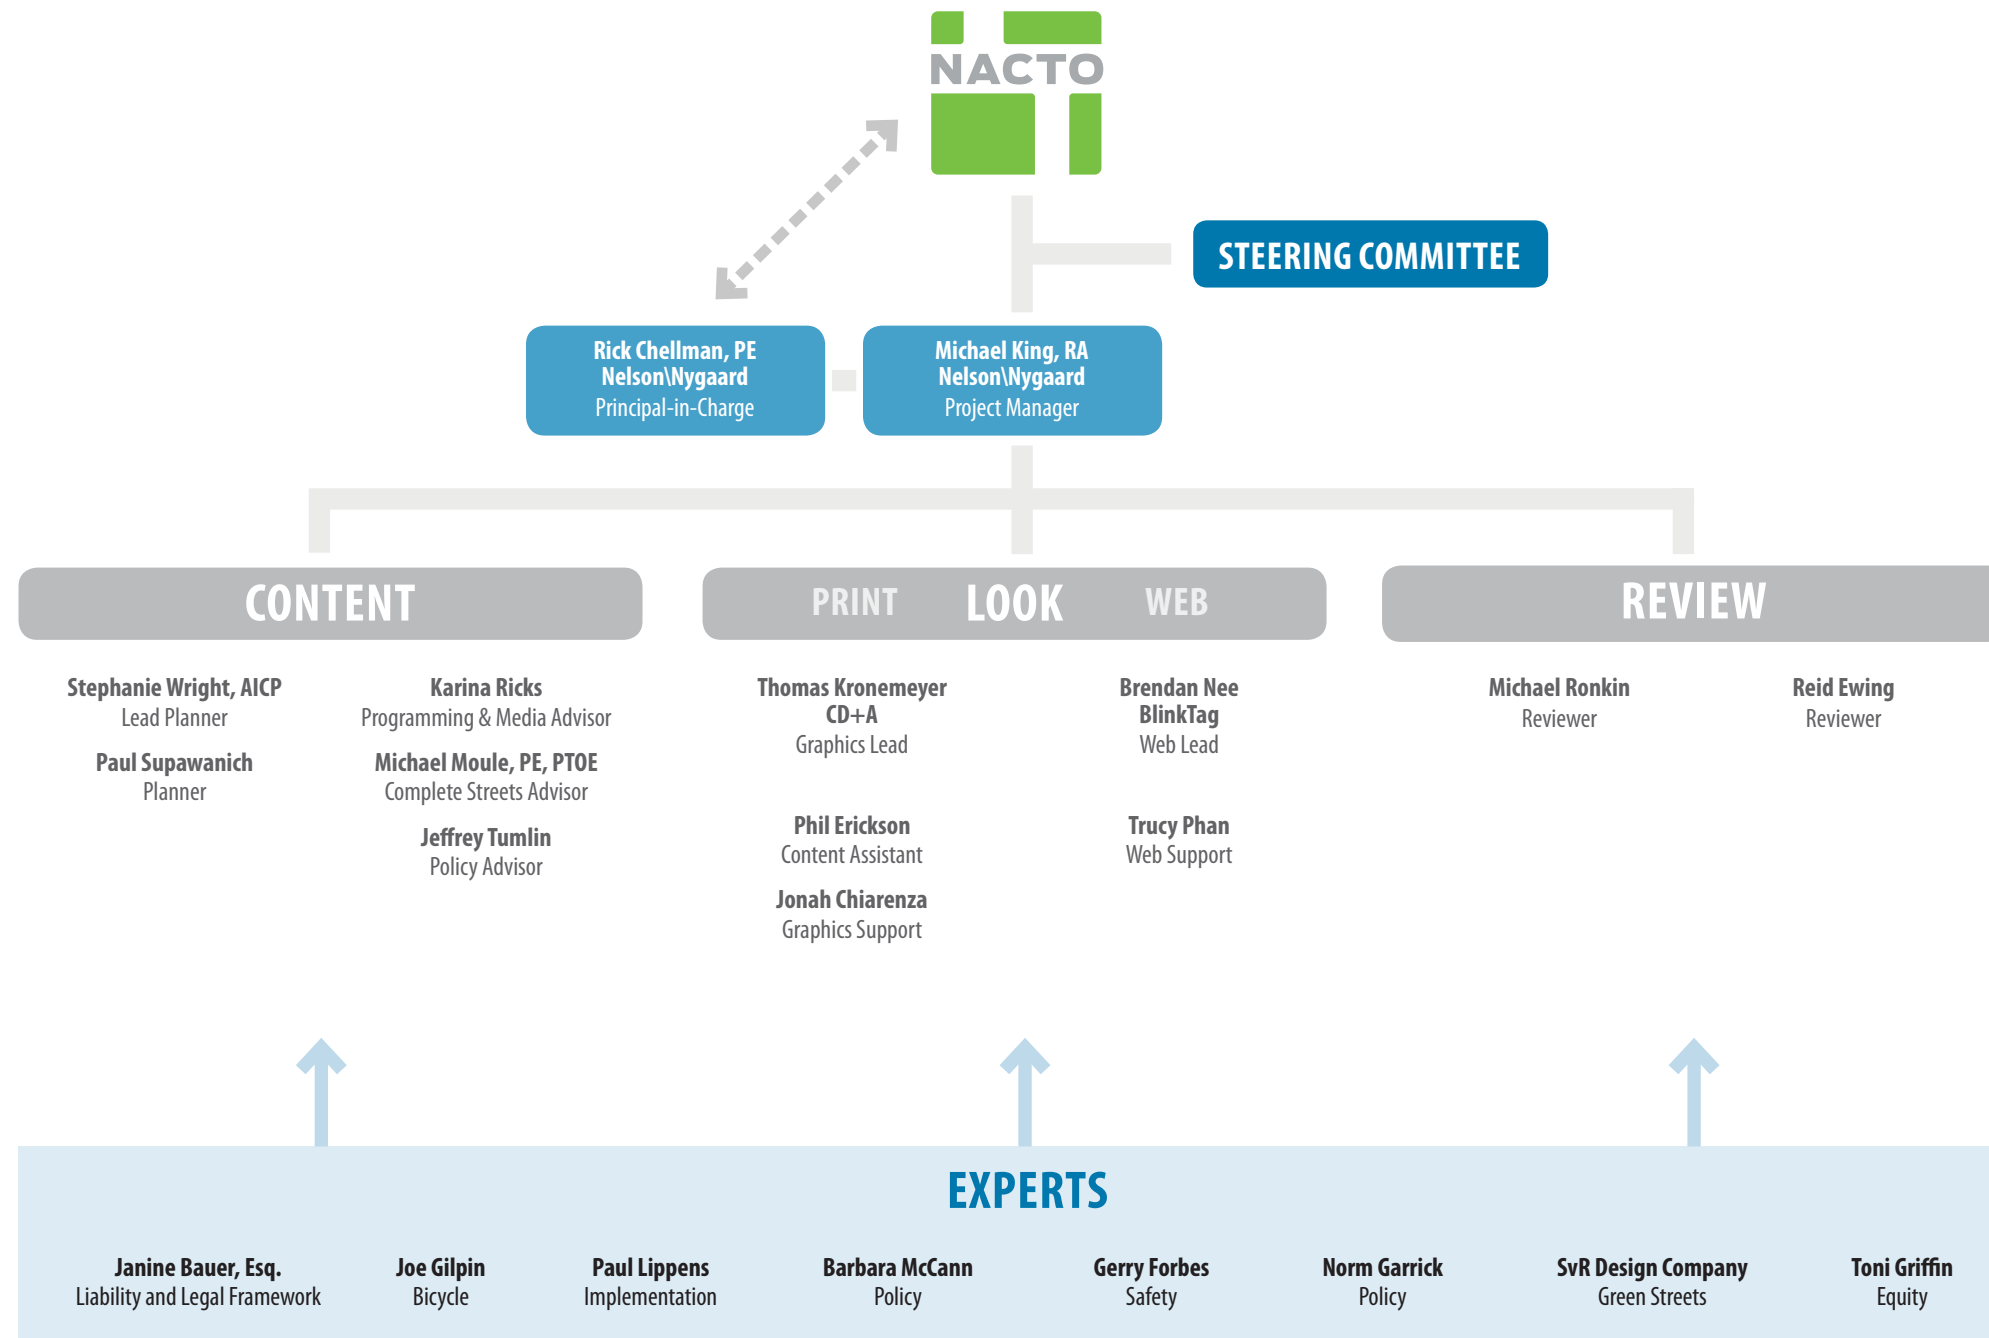 NACTO
STEERING COMMITTEE
Rick Chellman, PE
Nelson\Nygaard
Principal-in-Charge
Michael King, RA
Nelson\Nygaard
Project Manager
CONTENT
Stephanie Wright, AICP
Lead Planner
Paul Supawanich
Planner
Karina Ricks
Programming & Media Advisor
Michael Moule, PE, PTOE
Complete Streets Advisor
Jeffrey Tumlin
Policy Advisor
PRINT LOOK WEB
Thomas Kronemeyer
CD+A
Graphics Lead
Phil Erickson
Content Assistant
Jonah Chiarenza
Graphics Support
Brendan Nee
BlinkTag
Web Lead
Trucy Phan
Web Support
REVIEW
Michael Ronkin
Reviewer
Reid Ewing
Reviewer
EXPERTS
Janine Bauer, Esq.
Liability and Legal Framework
Joe Gilpin
Bicycle
Paul Lippens
Implementation
Barbara McCann
Policy
Gerry Forbes
Safety
Norm Garrick
Policy
SvR Design Company
Green Streets
Toni Griffin
Equity